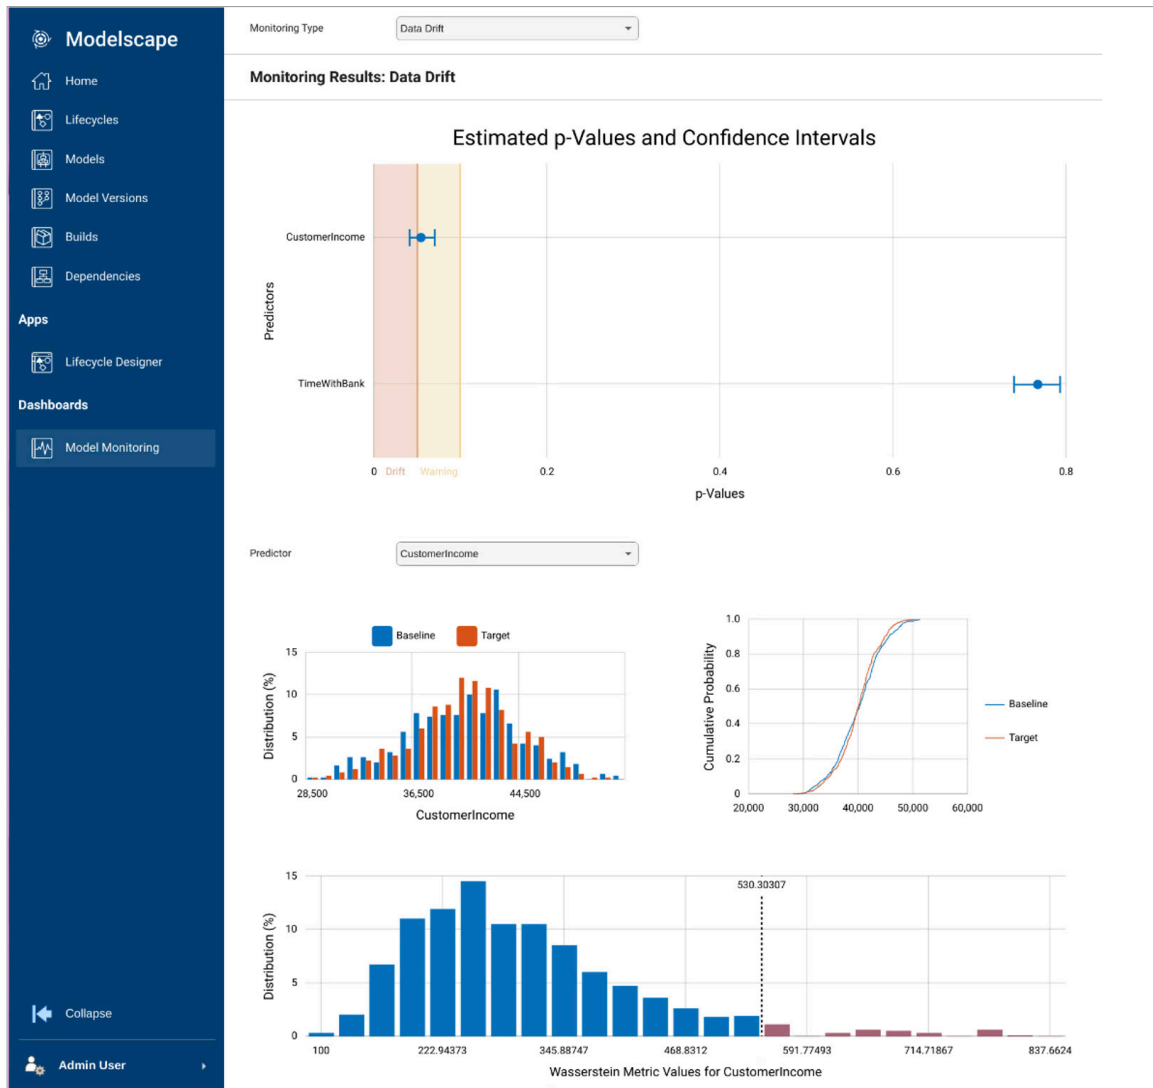 Modelscape
Home
Lifecycles
Models
Model Versions
Builds
Dependencies
Apps
Lifecycle Designer
Dashboards
Model Monitoring
Collapse
Admin User
Monitoring Type
Data Drift
Monitoring Results: Data Drift
Estimated p-Values and Confidence Intervals
Predictors
CustomerIncome
TimeWithBank
0 Drift Warning 0.2 0.4 0.6 0.8
p-Values
Predictor
CustomerIncome
Baseline Target
Distribution (%)
15
10
5
0
28,500 36,500 44,500
CustomerIncome
Cumulative Probability
1.0
0.8
0.6
0.4
0.2
0
20,000 30,000 40,000 50,000 60,000
Baseline
Target
Distribution (%)
15
10
5
0
530.30307
100 222.94373 345.88747 468.8312 591.77493 714.71867 837.6624
Wasserstein Metric Values for CustomerIncome